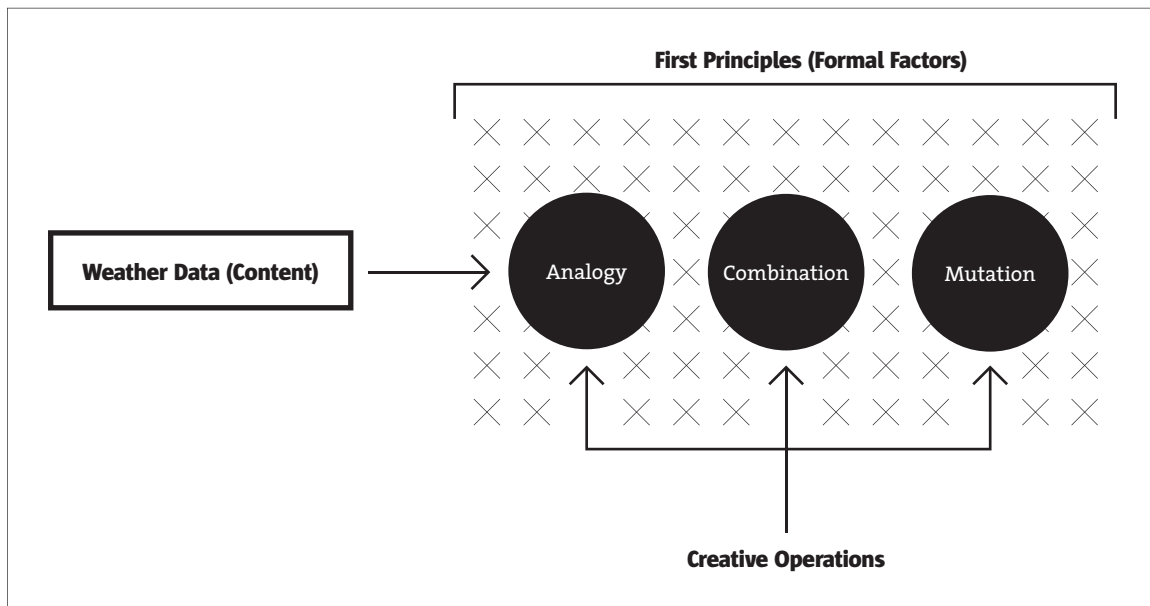 First Principles (Formal Factors)
Weather Data (Content)
Analogy
Combination
Mutation
Creative Operations